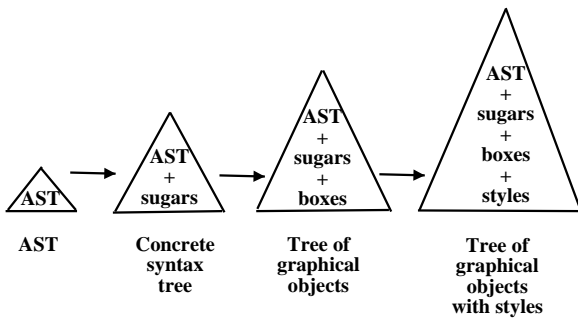 AST
AST
+
sugars
AST
+
sugars
+
boxes
AST
+
sugars
+
boxes
+
styles
AST
Concrete
syntax
tree
Tree of
graphical
objects
Tree of
graphical
objects
with styles